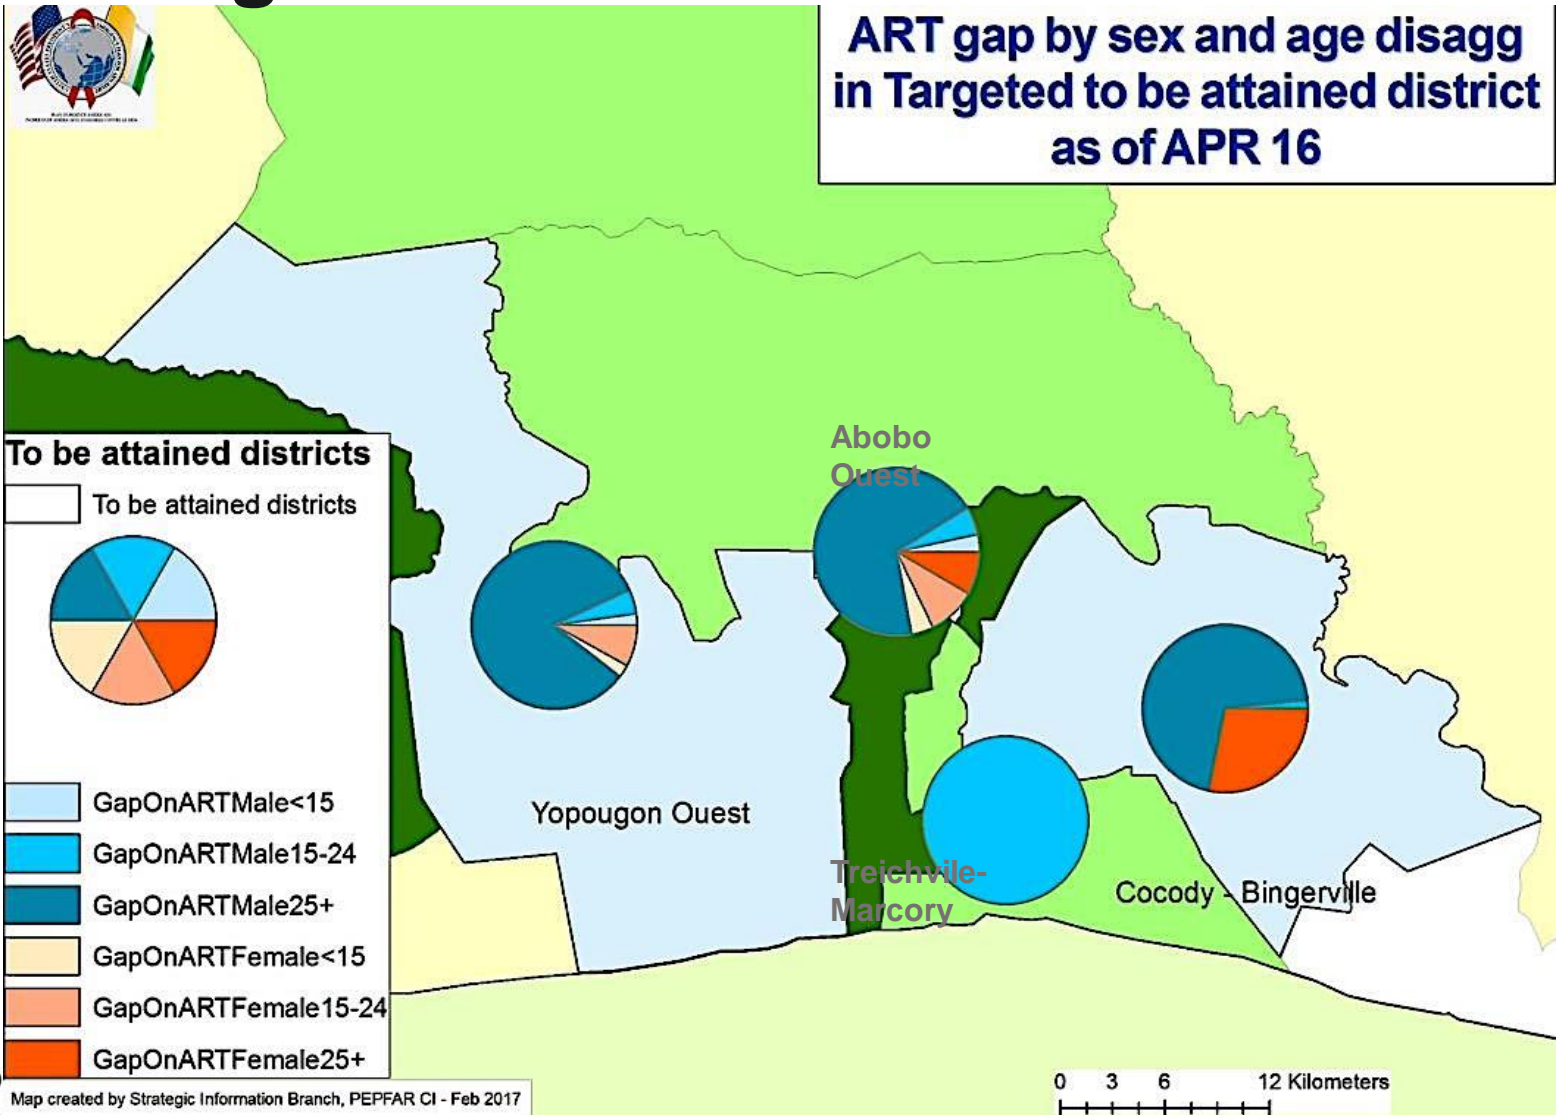 ART gap by sex and age disagg
in Targeted to be attained district
as of APR 16
Abobo
Ouest
To be attained districts
To be attained districts
Yopougon Ouest
Treichvile-
Marcory
Cocody - Bingerville
GapOnARTMale<15
GapOnARTMale15-24
GapOnARTMale25+
GapOnARTFemale<15
GapOnARTFemale15-24
GapOnARTFemale25+
0 3 6 12 Kilometers
Map created by Strategic Information Branch, PEPFAR CI - Feb 2017